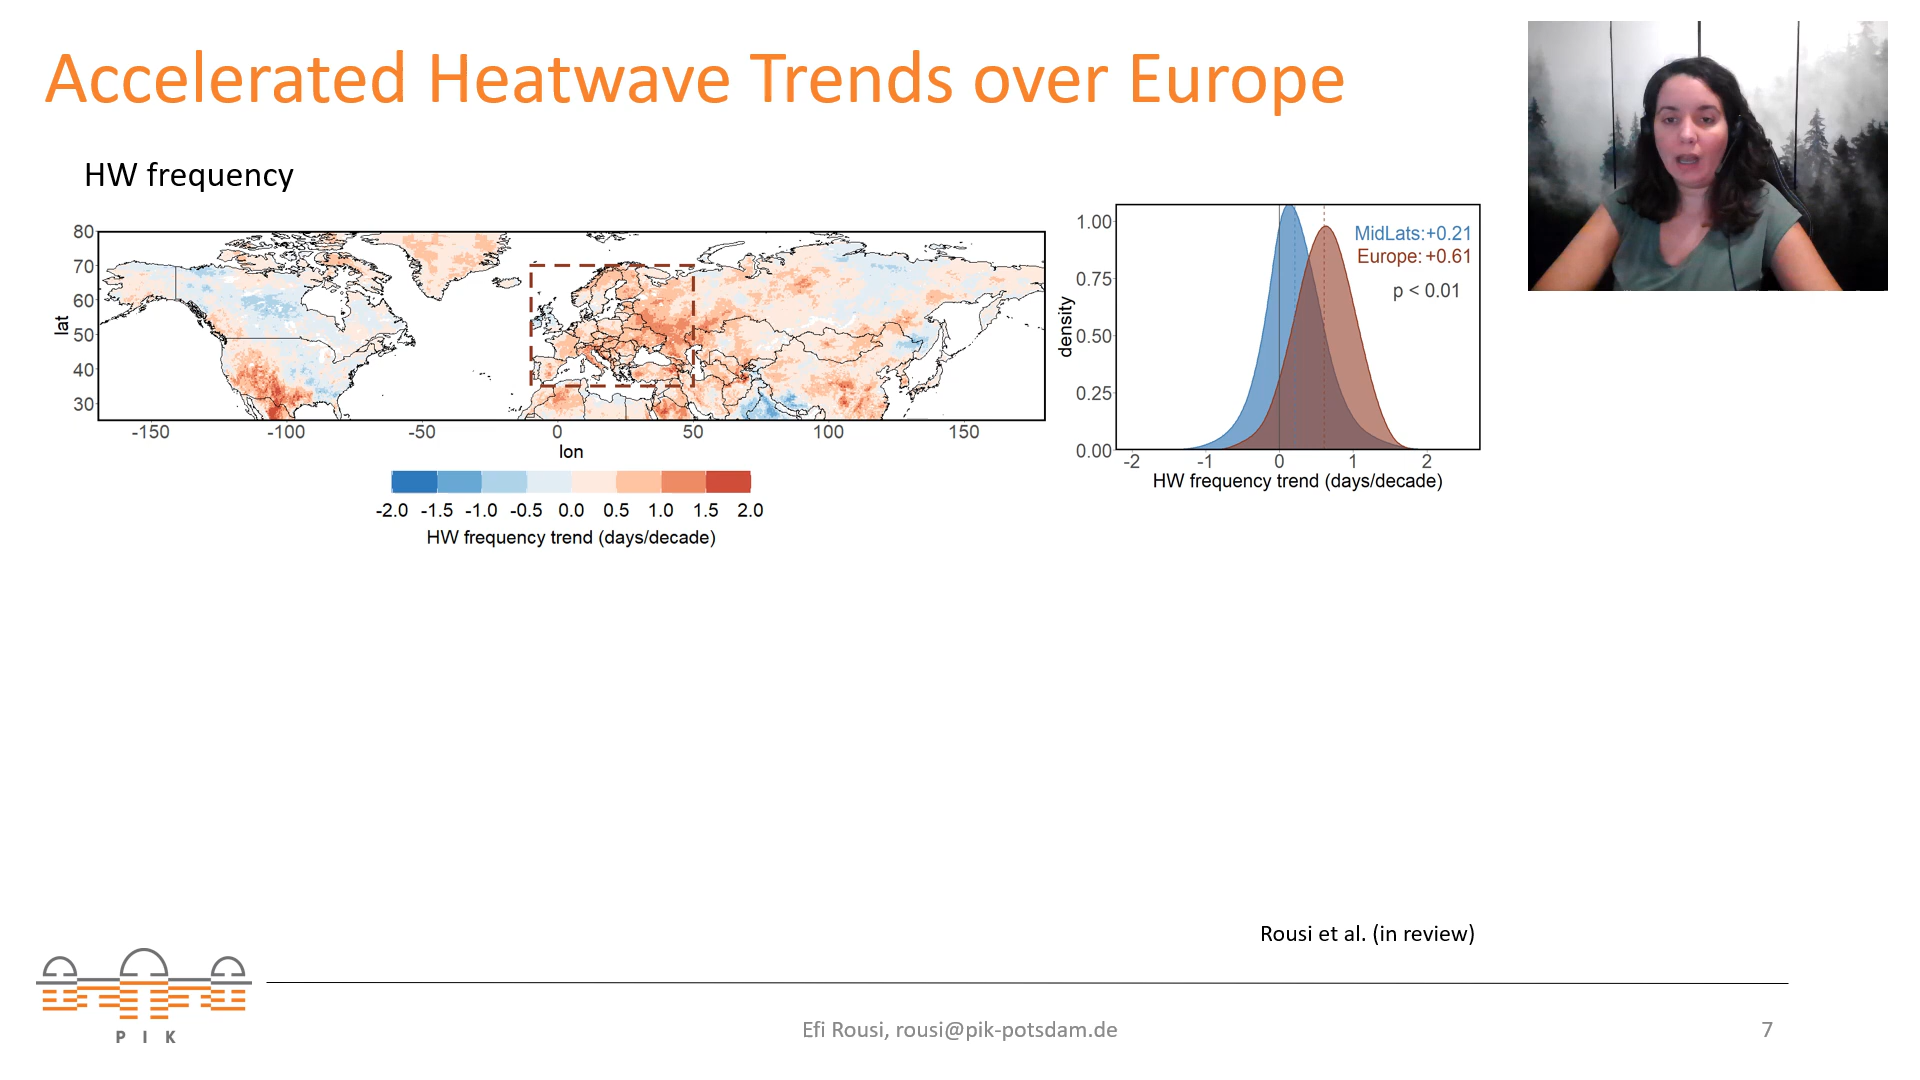 Accelerated Heatwave Trends over Europe
HW frequency
80
70
60
50
40
30
lat
-150 -100 -50 0 50 100 150
lon
-2.0 -1.5 -1.0 -0.5 0.0 0.5 1.0 1.5 2.0
HW frequency trend (days/decade)
1.00
0.75
0.50
0.25
0.00
density
MidLats:+0.21
Europe: +0.61
p < 0.01
-2 -1 0 1 2
HW frequency trend (days/decade)
Rousi et al. (in review)
P I K
Efi Rousi, rousi@pik-potsdam.de
7